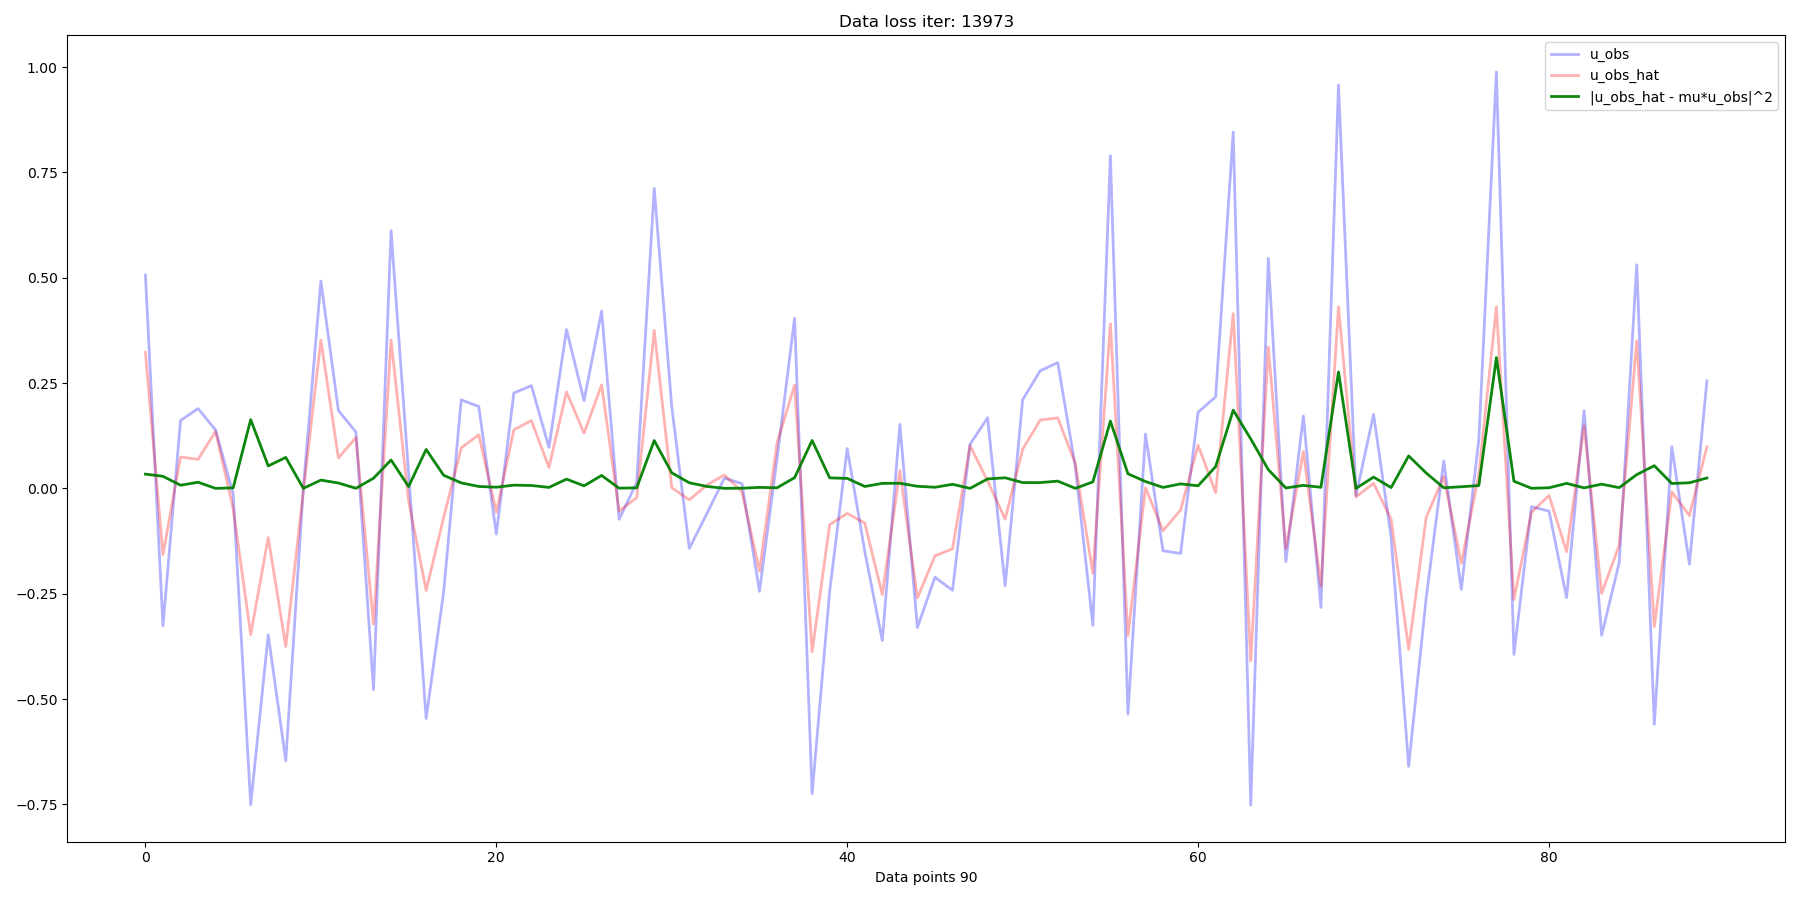 Data loss iter: 13973
u_obs
u_obs_hat
|u_obs_hat - mu*u_obs|^2
1.00
0.75
0.50
0.25
0.00
−0.25
−0.50
−0.75
0 20 40 60 80
Data points 90